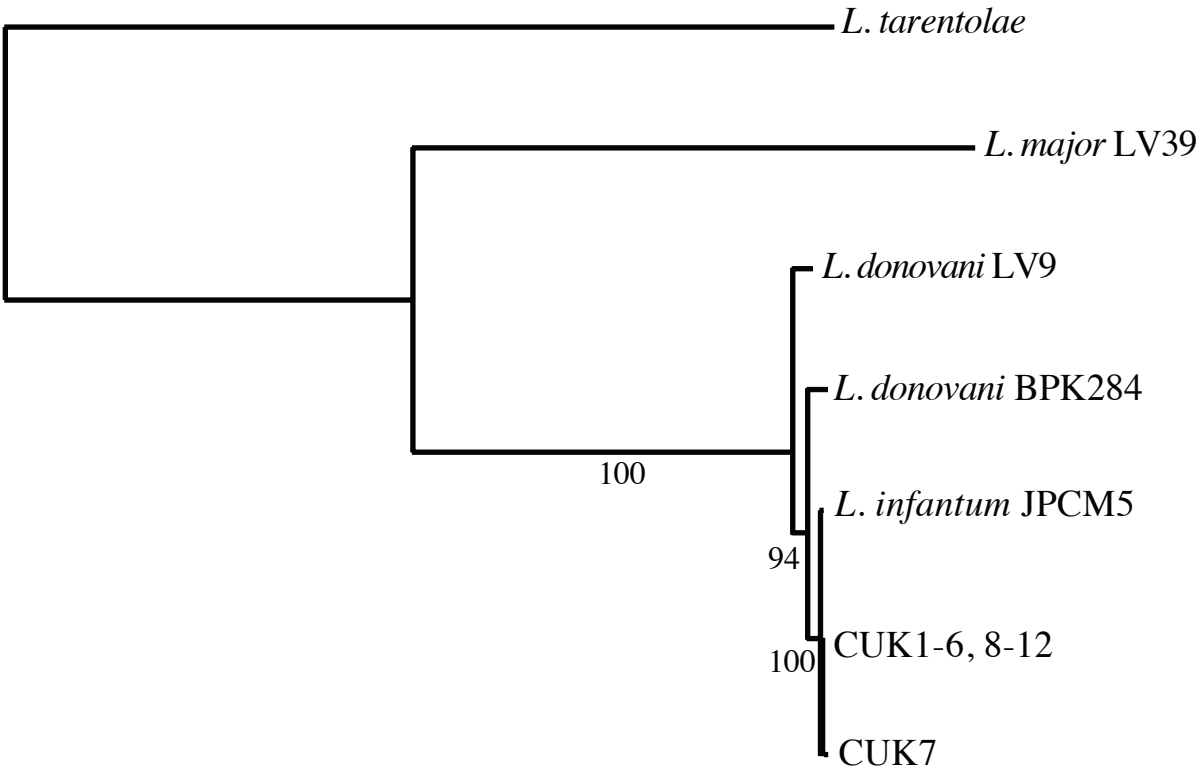 L. tarentolae
L. major LV39
L. donovani LV9
L. donovani BPK284
100
L. infantum JPCM5
94
CUK1-6, 8-12
100
CUK7